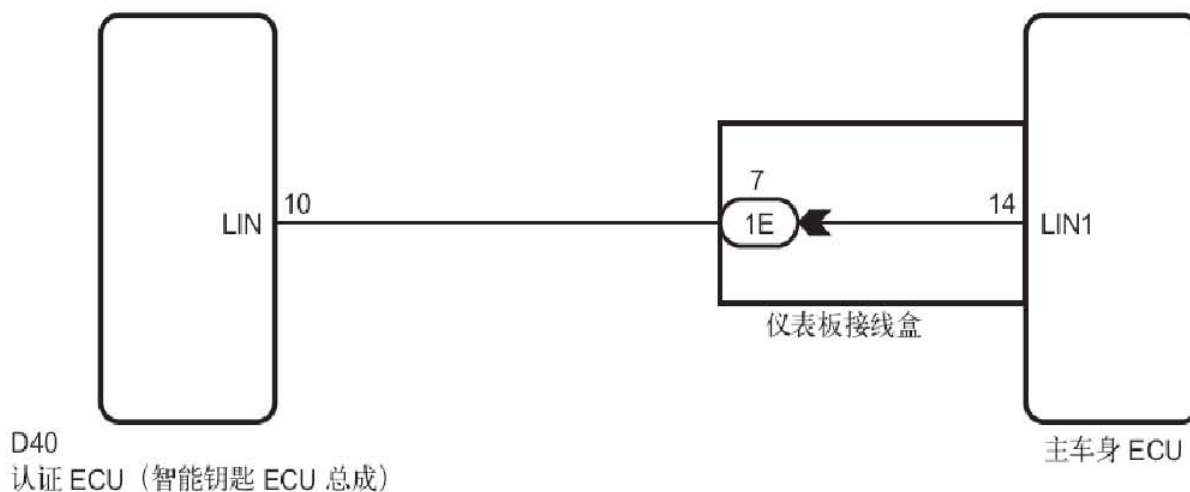 7
LIN 10 1E 14 LIN1
仪表板接线盒
D40
认证 ECU（智能钥匙 ECU 总成）
主车身 ECU